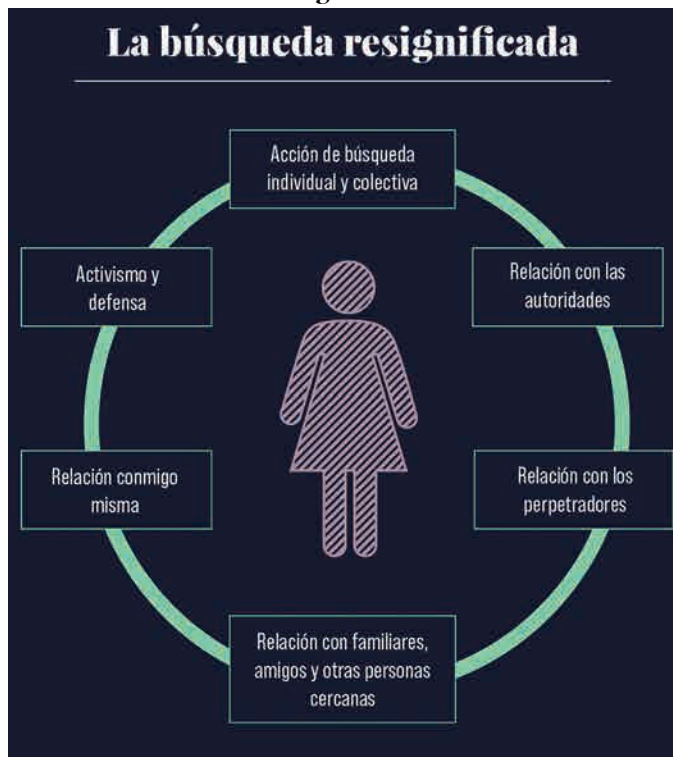 La búsqueda resignificada
Acción de búsqueda
individual y colectiva
Activismo y
defensa
Relación con las
autoridades
Relación conmigo
misma
Relación con los
perpetradores
Relación con familiares,
amigos y otras personas
cercanas